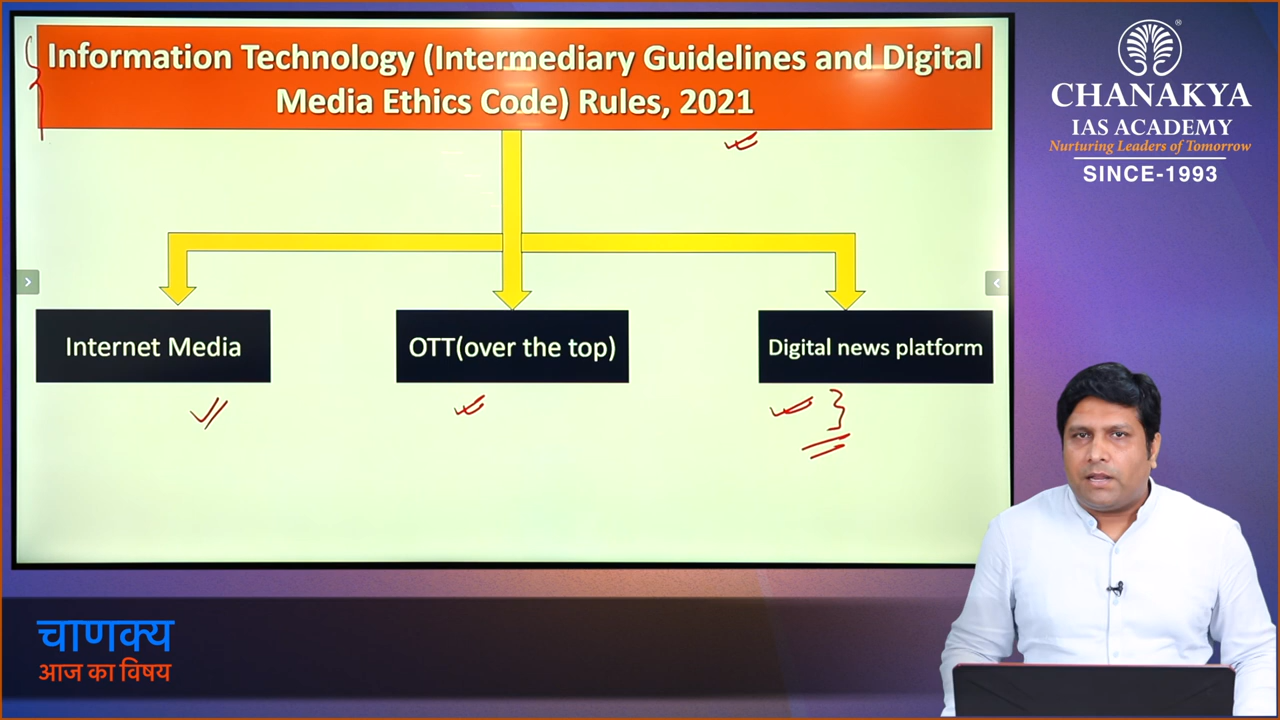 Information Technology (Intermediary Guidelines and Digital
Media Ethics Code) Rules, 2021
Internet Media
OTT(over the top)
Digital news platform
®
CHANAKYA
IAS ACADEMY
Nurturing Leaders of Tomorrow
SINCE-1993
चाणक्य
आज का विषय